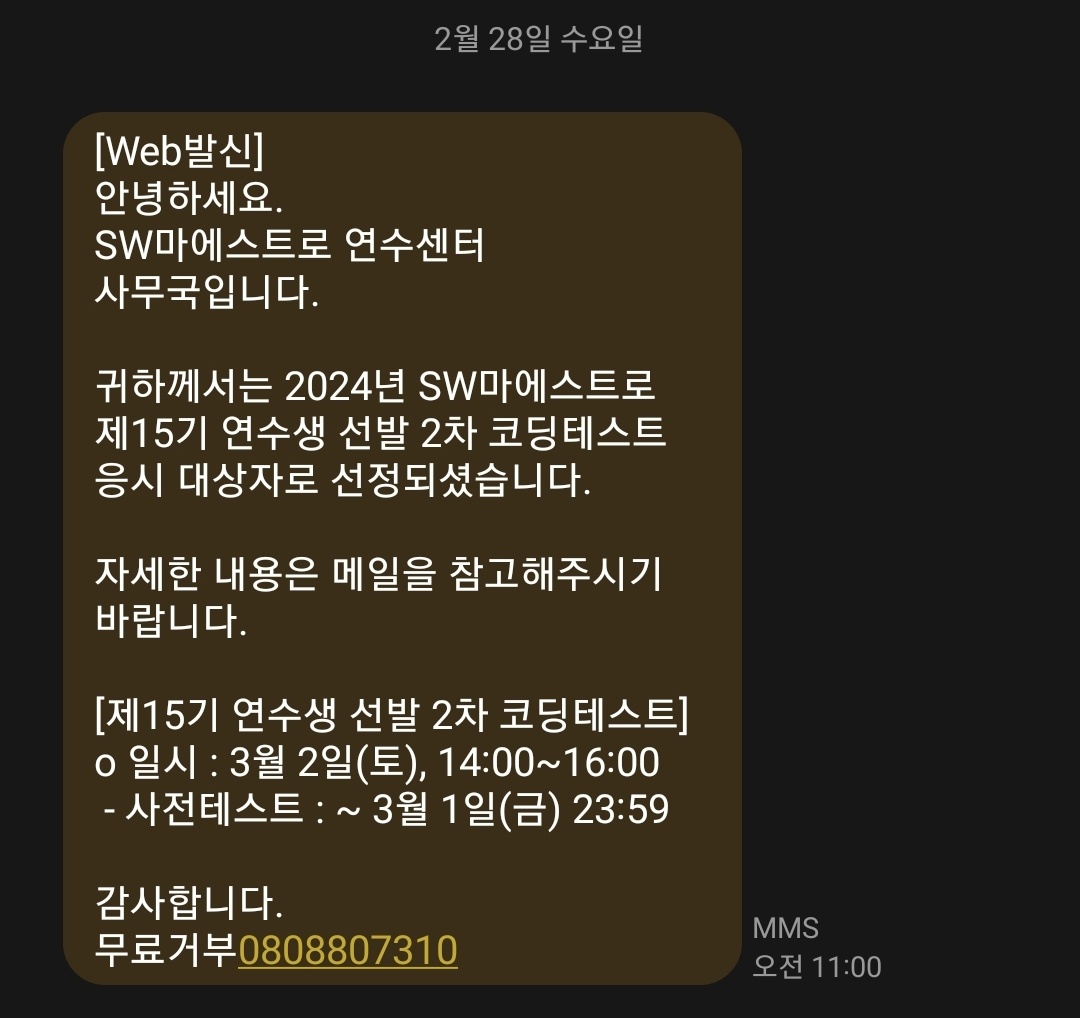 2월 28일 수요일
[Web발신]
안녕하세요.
SW마에스트로 연수센터
사무국입니다.
귀하께서는 2024년 SW마에스트로
제15기 연수생 선발 2차 코딩테스트
응시 대상자로 선정되셨습니다.
자세한 내용은 메일을 참고해주시기
바랍니다.
[제15기 연수생 선발 2차 코딩테스트]
o 일시 : 3월 2일(토), 14:00~16:00
- 사전테스트 : ~ 3월 1일(금) 23:59
감사합니다.
무료거부0808807310
MMS
오전 11:00